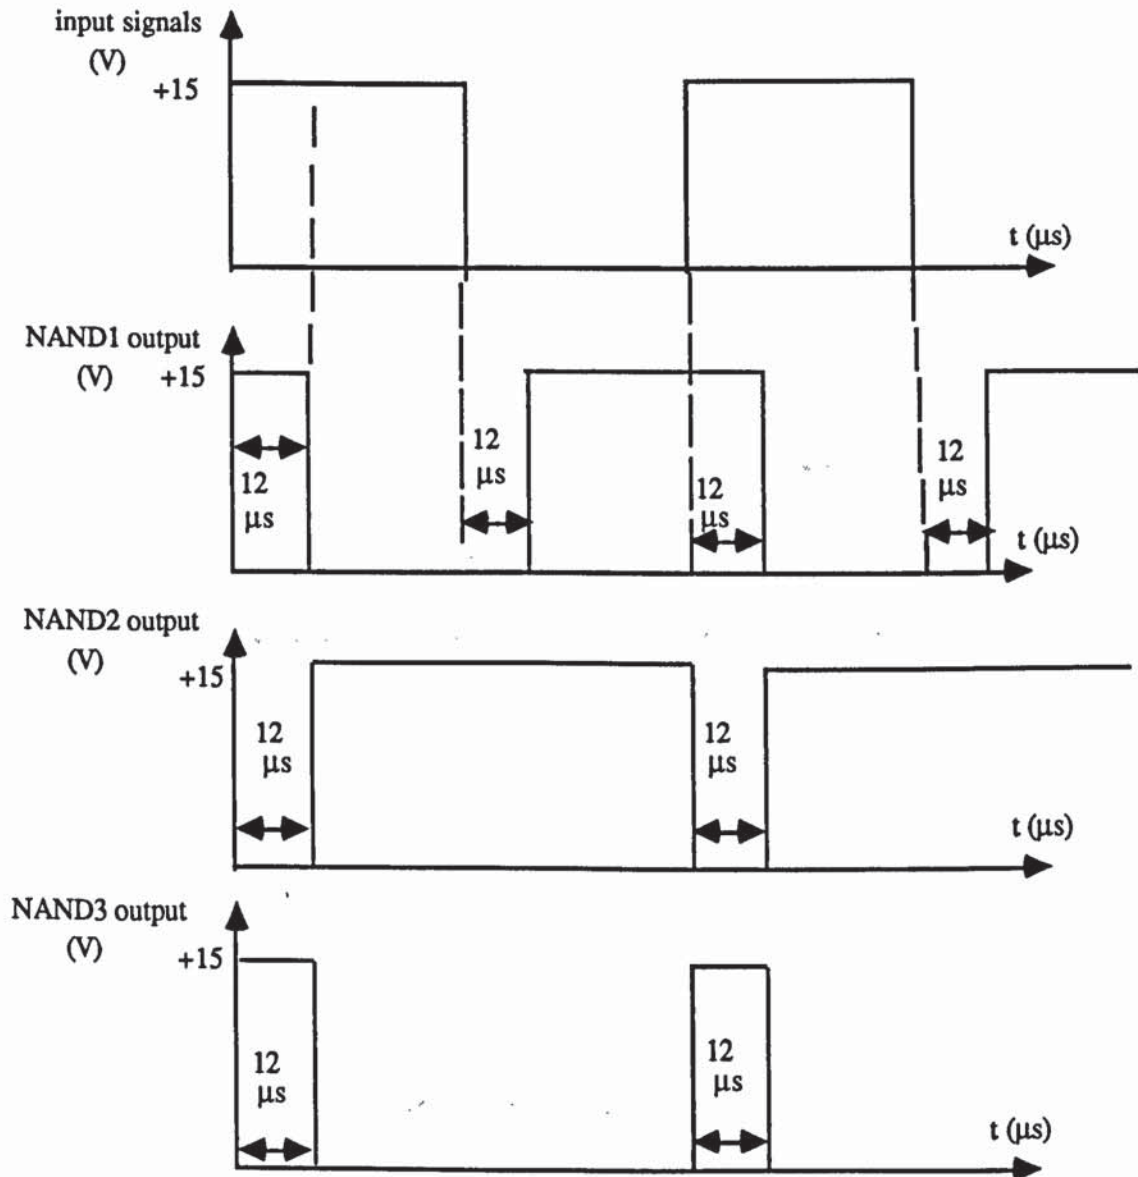 input signals
(V)
+15
t (μs)
NAND1 output
(V)
+15
12
μs
12
μs
12
μs
12
μs
t (μs)
NAND2 output
(V)
+15
12
μs
12
μs
t (μs)
NAND3 output
(V)
+15
12
μs
12
μs
t (μs)